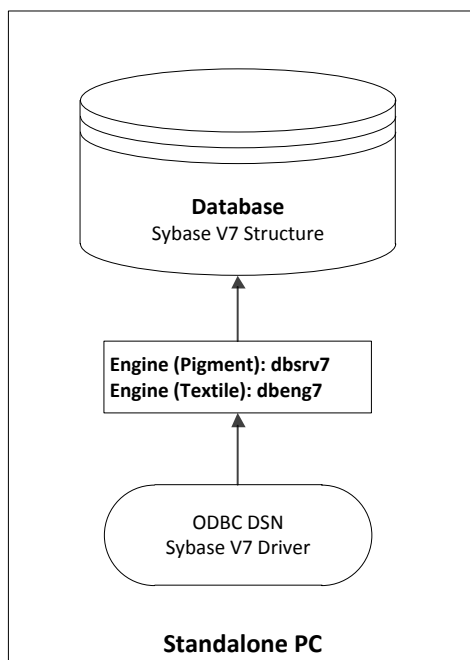 Database
Sybase V7 Structure
Engine (Pigment): dbsrv7
Engine (Textile): dbeng7
ODBC DSN
Sybase V7 Driver
Standalone PC